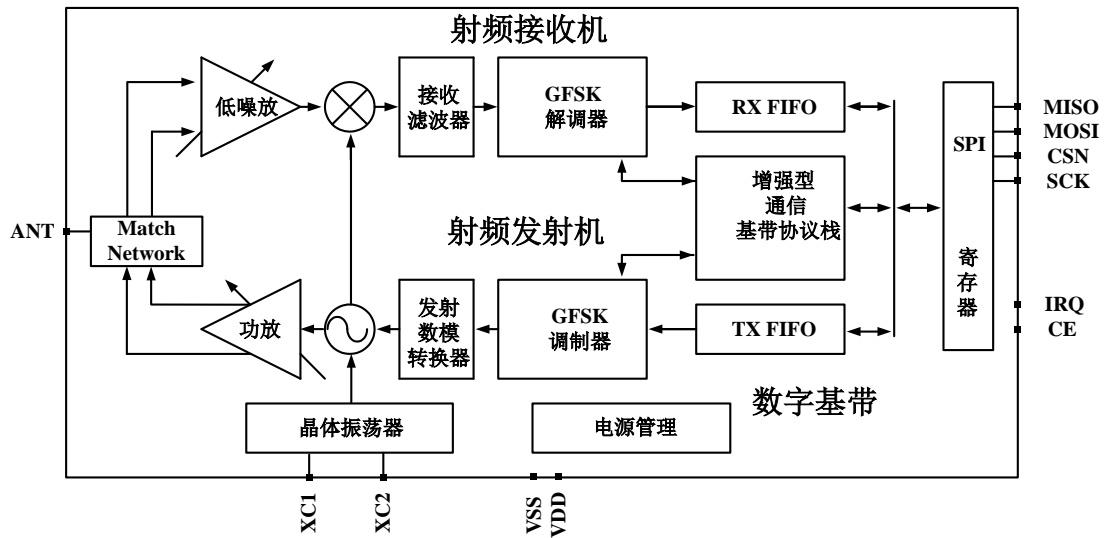 射频接收机
低噪放
接收
滤波器
GFSK
解调器
RX FIFO
SPI
寄
存
器
MISO
MOSI
CSN
SCK
增强型
通信
基带协议栈
ANT
Match
Network
射频发射机
功放
发射
数模
转换器
GFSK
调制器
TX FIFO
IRQ
CE
数字基带
晶体振荡器
电源管理
XC1
XC2
VSS
VDD